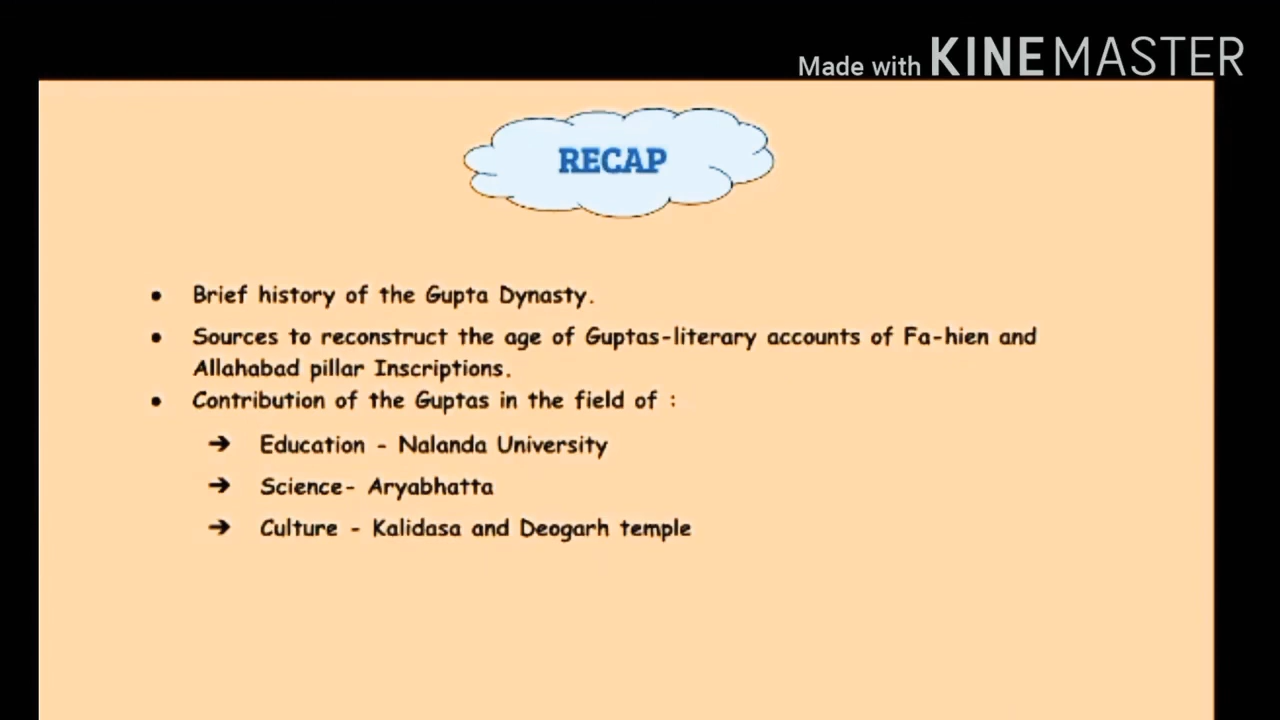 Made with KINEMASTER
RECAP
• Brief history of the Gupta Dynasty.
• Sources to reconstruct the age of Guptas-literary accounts of Fa-hien and
Allahabad pillar Inscriptions.
• Contribution of the Guptas in the field of :
➔ Education - Nalanda University
➔ Science- Aryabhatta
➔ Culture - Kalidasa and Deogarh temple